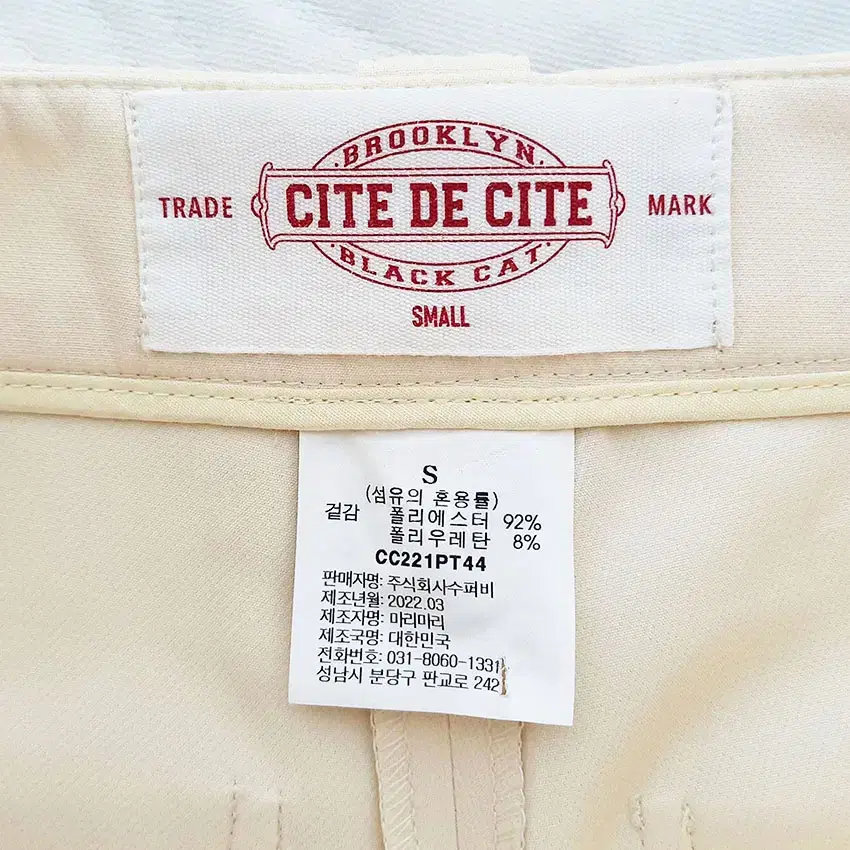 BROOKLYN
TRADE CITE DE CITE MARK
BLACK CAT
SMALL
S
(섬유의 혼용률)
겉감 폴리에스터 92%
폴리우레탄 8%
CC221PT44
판매자명: 주식회사수퍼비
제조년월: 2022.03
제조자명: 마리마리
제조국명: 대한민국
전화번호: 031-8060-1331
성남시 분당구 판교로 242